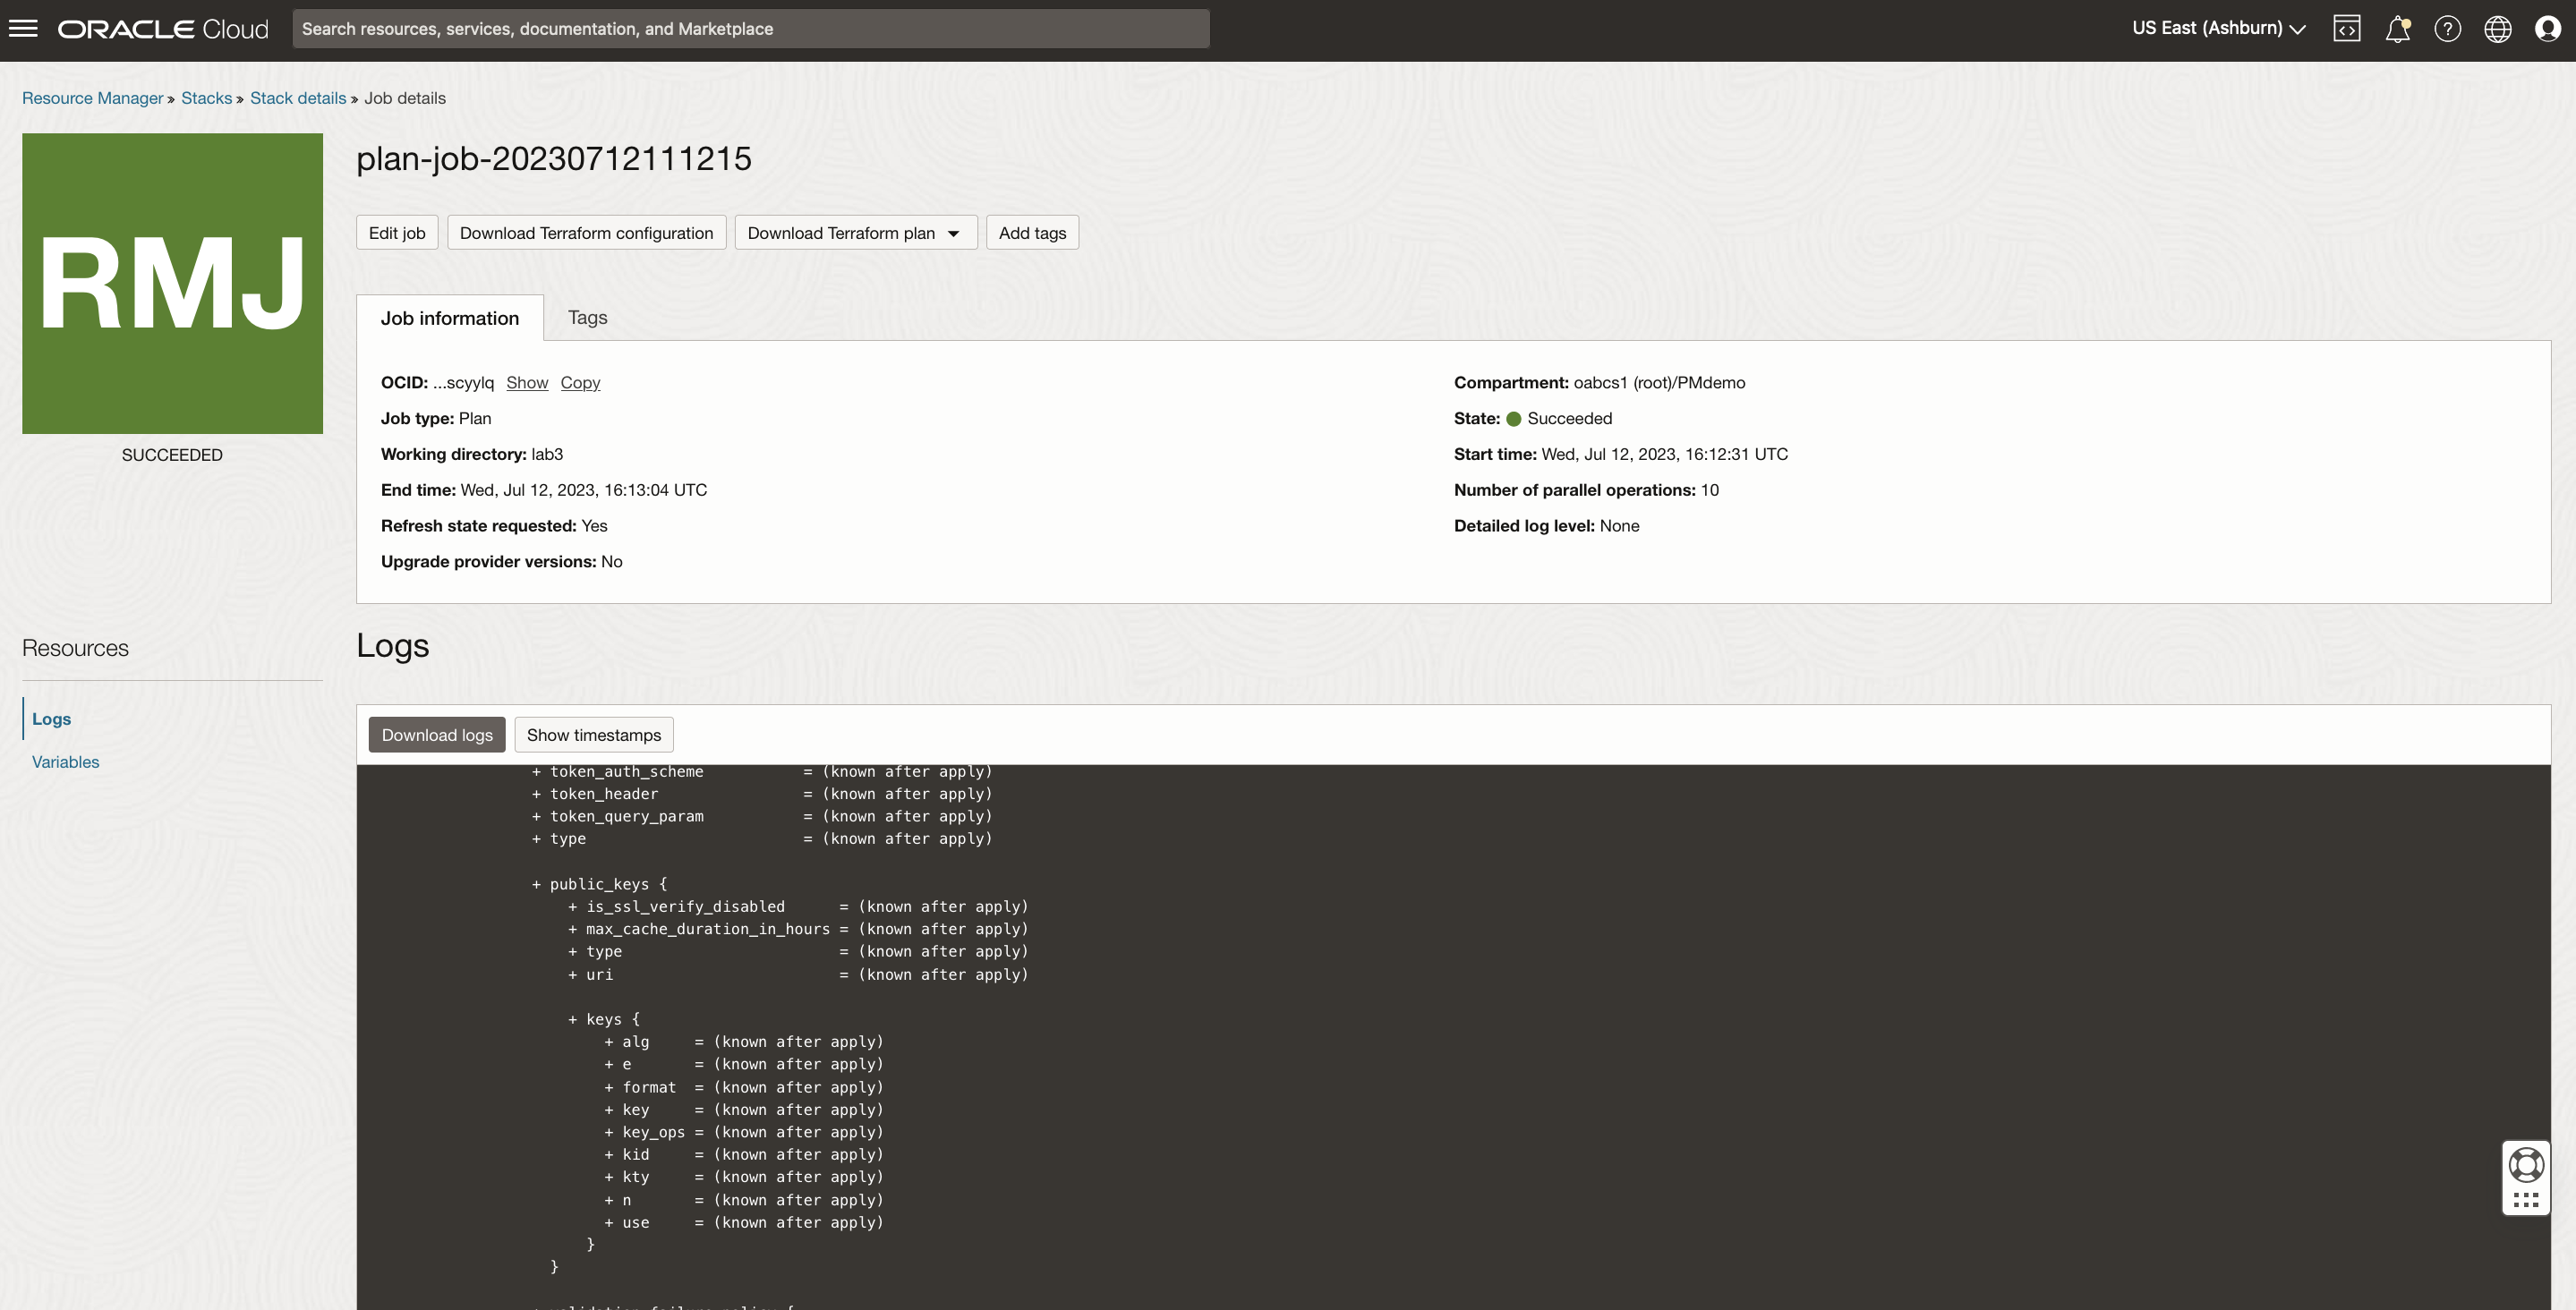 ORACLE Cloud
Search resources, services, documentation, and Marketplace
US East (Ashburn)
Resource Manager » Stacks » Stack details » Job details
RMJ
SUCCEEDED
plan-job-20230712111215
Edit job
Download Terraform configuration
Download Terraform plan
Add tags
Job information
Tags
OCID: ...scyylq Show Copy
Job type: Plan
Working directory: lab3
End time: Wed, Jul 12, 2023, 16:13:04 UTC
Refresh state requested: Yes
Upgrade provider versions: No
Compartment: oabcs1 (root)/PMdemo
State: Succeeded
Start time: Wed, Jul 12, 2023, 16:12:31 UTC
Number of parallel operations: 10
Detailed log level: None
Resources
Logs
Variables
Logs
Download logs
Show timestamps
+ token_auth_scheme = (known after apply)
+ token_header = (known after apply)
+ token_query_param = (known after apply)
+ type = (known after apply)
+ public_keys {
+ is_ssl_verify_disabled = (known after apply)
+ max_cache_duration_in_hours = (known after apply)
+ type = (known after apply)
+ uri = (known after apply)
+ keys {
+ alg = (known after apply)
+ e = (known after apply)
+ format = (known after apply)
+ key = (known after apply)
+ key_ops = (known after apply)
+ kid = (known after apply)
+ kty = (known after apply)
+ n = (known after apply)
+ use = (known after apply)
}
}